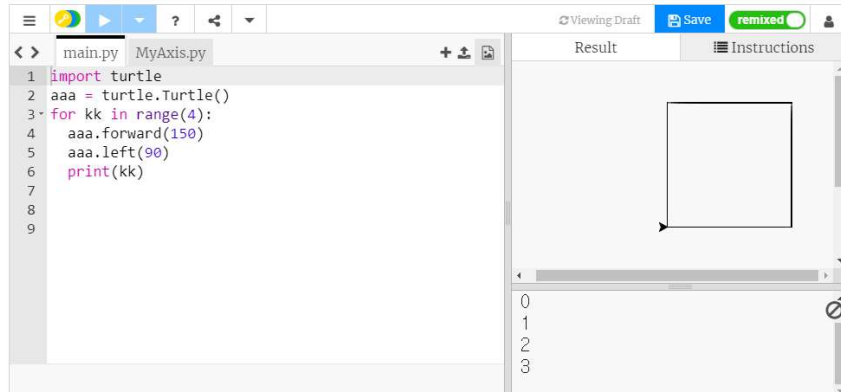 ? Viewing Draft Save remixed
main.py MyAxis.py Result Instructions
1 import turtle
2 aaa = turtle.Turtle()
3 for kk in range(4):
4   aaa.forward(150)
5   aaa.left(90)
6   print(kk)
7
8
9
0
1
2
3